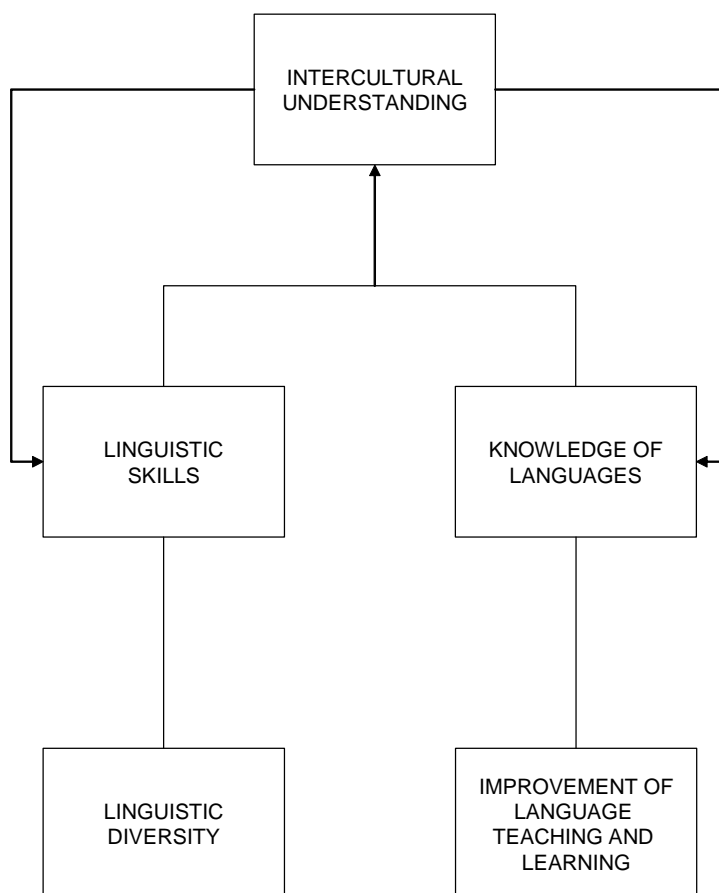 INTERCULTURAL
UNDERSTANDING
LINGUISTIC
SKILLS
KNOWLEDGE OF
LANGUAGES
LINGUISTIC
DIVERSITY
IMPROVEMENT OF
LANGUAGE
TEACHING AND
LEARNING